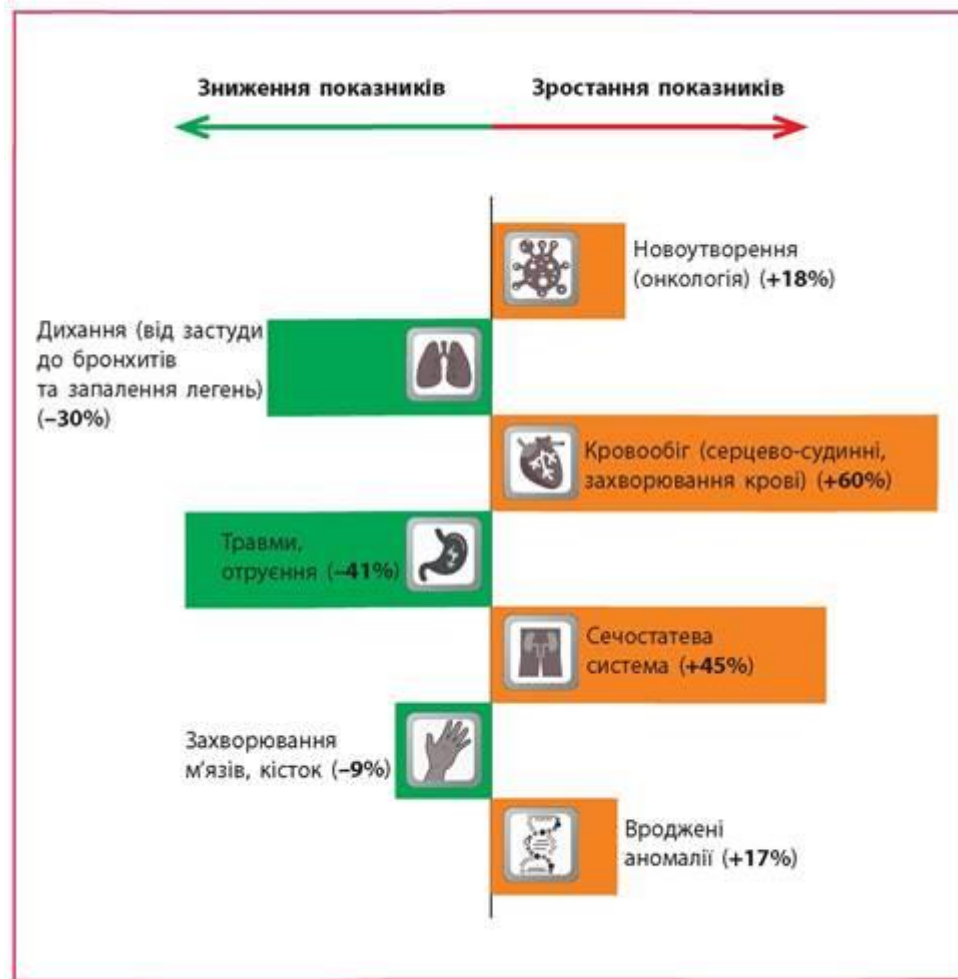 Зниження показників
Зростання показників
Новоутворення
(онкологія) (+18%)
Дихання (від застуди
до бронхитів
та запалення легень)
(–30%)
Кровообіг (серцево-судинні,
захворювання крові) (+60%)
Травми,
отруєння (–41%)
Сечостатева
система (+45%)
Захворювання
м'язів, кісток (–9%)
Вроджені
аномалії (+17%)